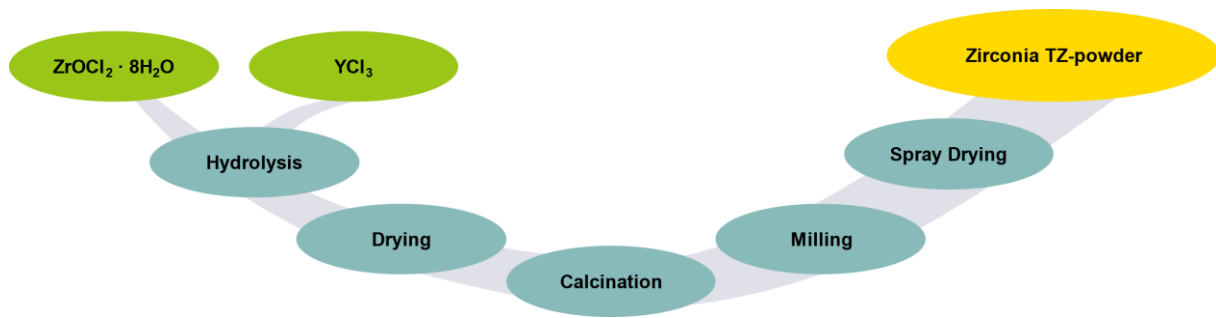 ZrOCl₂ · 8H₂O
YCl₃
Zirconia TZ-powder
Hydrolysis
Spray Drying
Drying
Milling
Calcination